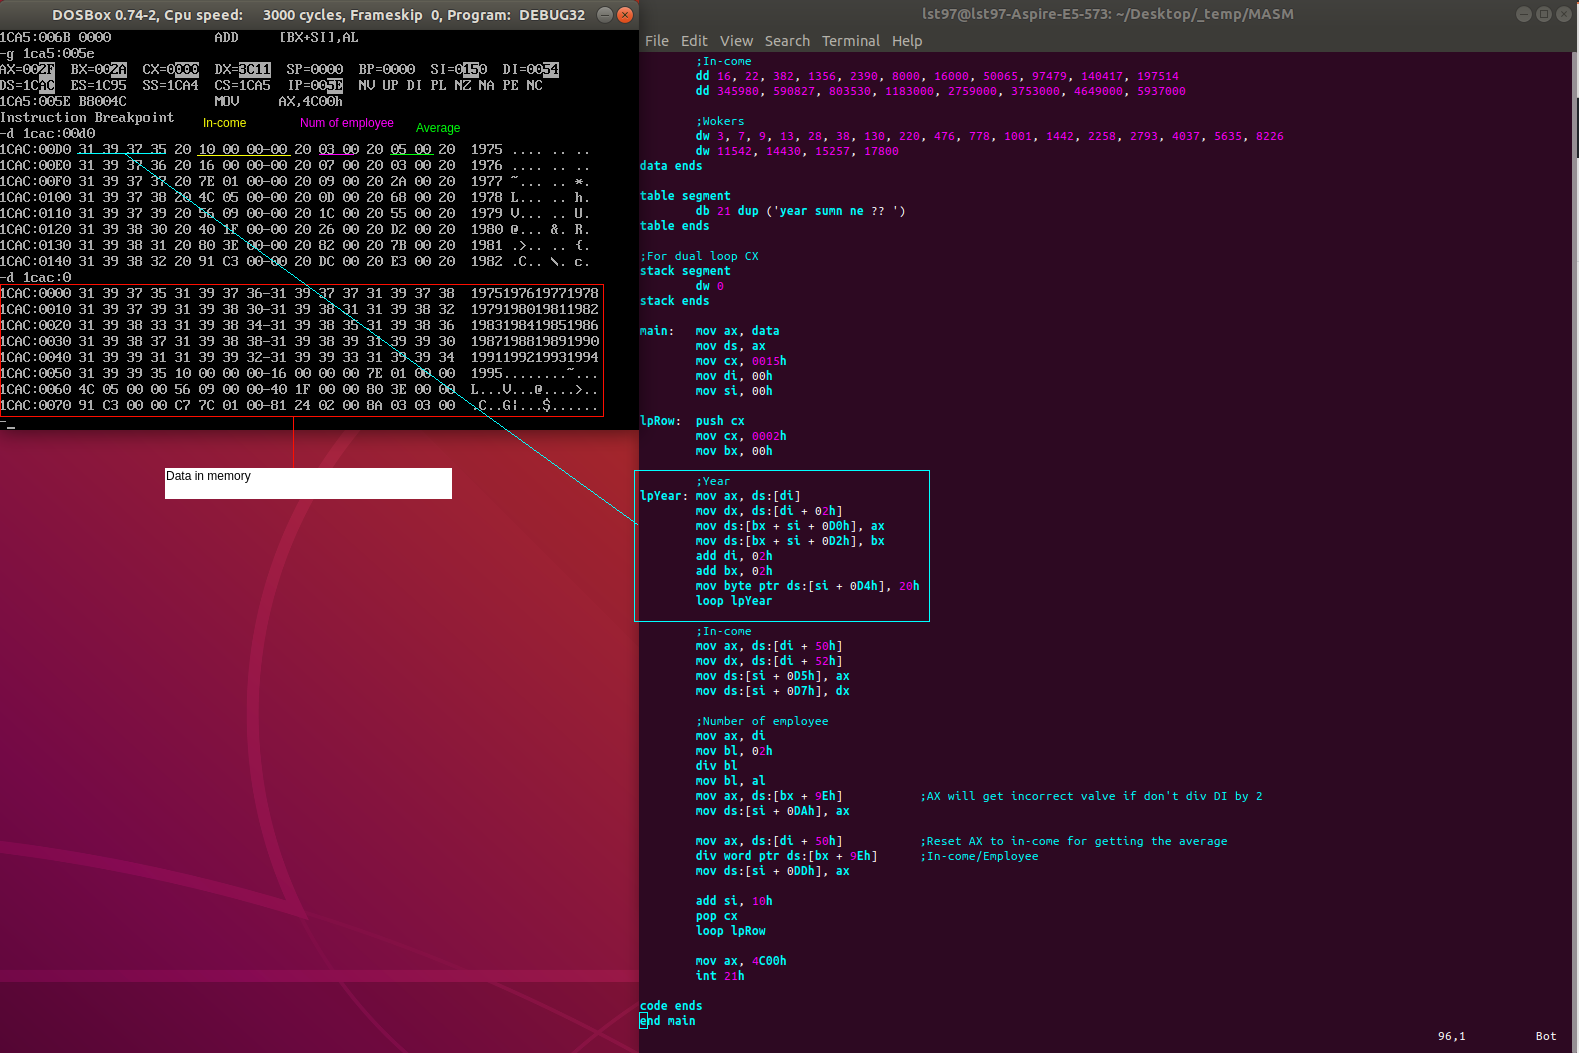 DOSBox 0.74-2, Cpu speed:     3000 cycles, Frameskip  0, Program:  DEBUG32
1CA5:006B 0000             ADD     [BX+SI],AL
-g 1ca5:005e
AX=002F  BX=002A  CX=0000  DX=3C11  SP=0000  BP=0000  SI=0150  DI=0054
DS=1CAC  ES=1C95  SS=1CA4  CS=1CA5  IP=005E  NV UP DI PL NZ NA PE NC
1CA5:005E B8004C           MOV     AX,4C00h
Instruction Breakpoint
In-come
Num of employee
Average
-d 1cac:00d0
1CAC:00D0 31 39 37 35 20 10 00 00-00 20 03 00 20 05 00 20  1975 .... .. ..
1CAC:00E0 31 39 37 36 20 16 00 00-00 20 07 00 20 03 00 20  1976 .... .. ..
1CAC:00F0 31 39 37 37 20 7E 01 00-00 20 09 00 20 2A 00 20  1977 ~... .. *.
1CAC:0100 31 39 37 38 20 4C 05 00-00 20 0D 00 20 68 00 20  1978 L... .. h.
1CAC:0110 31 39 37 39 20 56 09 00-00 20 1C 00 20 55 00 20  1979 V... .. U.
1CAC:0120 31 39 38 30 20 40 1F 00-00 20 26 00 20 D2 00 20  1980 @... &. R.
1CAC:0130 31 39 38 31 20 80 3E 00-00 20 82 00 20 7B 00 20  1981 .>.. .. {.
1CAC:0140 31 39 38 32 20 91 C3 00-00 20 DC 00 20 E3 00 20  1982 .C.. \. c.
-d 1cac:0
1CAC:0000 31 39 37 35 31 39 37 36-31 39 37 37 31 39 37 38  1975197619771978
1CAC:0010 31 39 37 39 31 39 38 30-31 39 38 31 31 39 38 32  1979198019811982
1CAC:0020 31 39 38 33 31 39 38 34-31 39 38 35 31 39 38 36  1983198419851986
1CAC:0030 31 39 38 37 31 39 38 38-31 39 38 39 31 39 39 30  1987198819891990
1CAC:0040 31 39 39 31 31 39 39 32-31 39 39 33 31 39 39 34  1991199219931994
1CAC:0050 31 39 39 35 10 00 00 00-16 00 00 00 7E 01 00 00  1995........~...
1CAC:0060 4C 05 00 00 56 09 00 00-40 1F 00 00 80 3E 00 00  L...V...@....>..
1CAC:0070 91 C3 00 00 C7 7C 01 00-81 24 02 00 8A 03 03 00  .C..G|...$......
-
Data in memory
lst97@lst97-Aspire-E5-573: ~/Desktop/_temp/MASM
File   Edit   View   Search   Terminal   Help
;In-come
dd 16, 22, 382, 1356, 2390, 8000, 16000, 50065, 97479, 140417, 197514
dd 345980, 590827, 803530, 1183000, 2759000, 3753000, 4649000, 5937000
;Wokers
dw 3, 7, 9, 13, 28, 38, 130, 220, 476, 778, 1001, 1442, 2258, 2793, 4037, 5635, 8226
dw 11542, 14430, 15257, 17800
data ends
table segment
db 21 dup ('year sumn ne ?? ')
table ends
;For dual loop CX
stack segment
dw 0
stack ends
main:   mov ax, data
mov ds, ax
mov cx, 0015h
mov di, 00h
mov si, 00h
lpRow:  push cx
mov cx, 0002h
mov bx, 00h
;Year
lpYear: mov ax, ds:[di]
mov dx, ds:[di + 02h]
mov ds:[bx + si + 0D0h], ax
mov ds:[bx + si + 0D2h], bx
add di, 02h
add bx, 02h
mov byte ptr ds:[si + 0D4h], 20h
loop lpYear
;In-come
mov ax, ds:[di + 50h]
mov dx, ds:[di + 52h]
mov ds:[si + 0D5h], ax
mov ds:[si + 0D7h], dx
;Number of employee
mov ax, di
mov bl, 02h
div bl
mov bl, al
mov ax, ds:[bx + 9Eh]           ;AX will get incorrect valve if don't div DI by 2
mov ds:[si + 0DAh], ax
mov ax, ds:[di + 50h]           ;Reset AX to in-come for getting the average
div word ptr ds:[bx + 9Eh]      ;In-come/Employee
mov ds:[si + 0DDh], ax
add si, 10h
pop cx
loop lpRow
mov ax, 4C00h
int 21h
code ends
end main
96,1          Bot